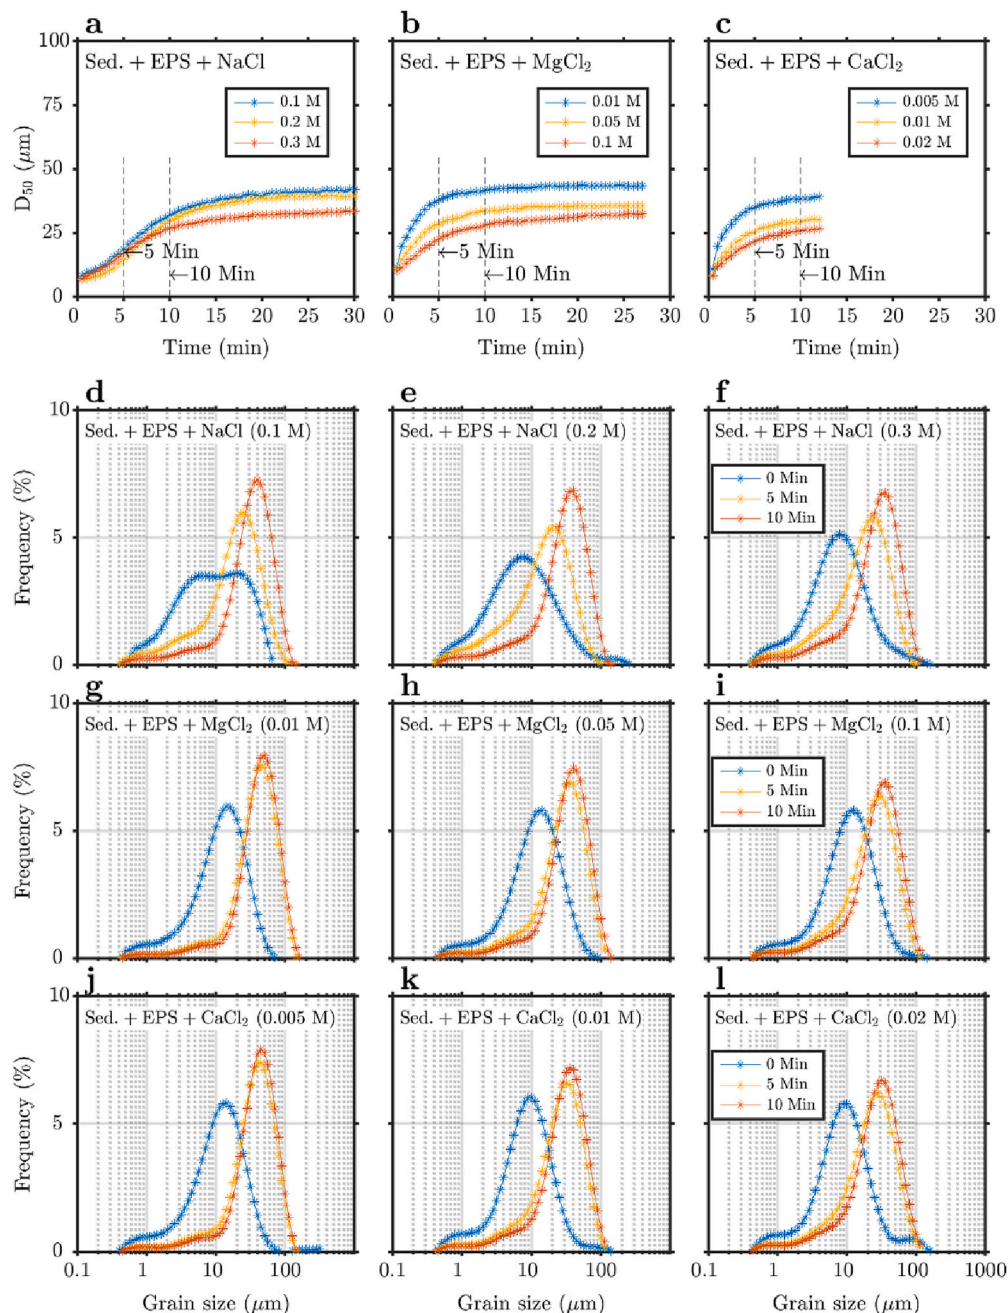 a
b
c
100
75
50
25
0
D50 (μm)
Sed. + EPS + NaCl
0.1 M
0.2 M
0.3 M
←5 Min
←10 Min
0 5 10 15 20 25 30
Time (min)
Sed. + EPS + MgCl2
0.01 M
0.05 M
0.1 M
←5 Min
←10 Min
0 5 10 15 20 25 30
Time (min)
Sed. + EPS + CaCl2
0.005 M
0.01 M
0.02 M
←5 Min
←10 Min
0 5 10 15 20 25 30
Time (min)
d
e
f
10
5
0
Frequency (%)
Sed. + EPS + NaCl (0.1 M)
Sed. + EPS + NaCl (0.2 M)
Sed. + EPS + NaCl (0.3 M)
0 Min
5 Min
10 Min
g
h
i
10
5
0
Frequency (%)
Sed. + EPS + MgCl2 (0.01 M)
Sed. + EPS + MgCl2 (0.05 M)
Sed. + EPS + MgCl2 (0.1 M)
0 Min
5 Min
10 Min
j
k
l
10
5
0
Frequency (%)
Sed. + EPS + CaCl2 (0.005 M)
Sed. + EPS + CaCl2 (0.01 M)
Sed. + EPS + CaCl2 (0.02 M)
0 Min
5 Min
10 Min
0.1 1 10 100
0.1 1 10 100
0.1 1 10 100 1000
Grain size (μm)
Grain size (μm)
Grain size (μm)